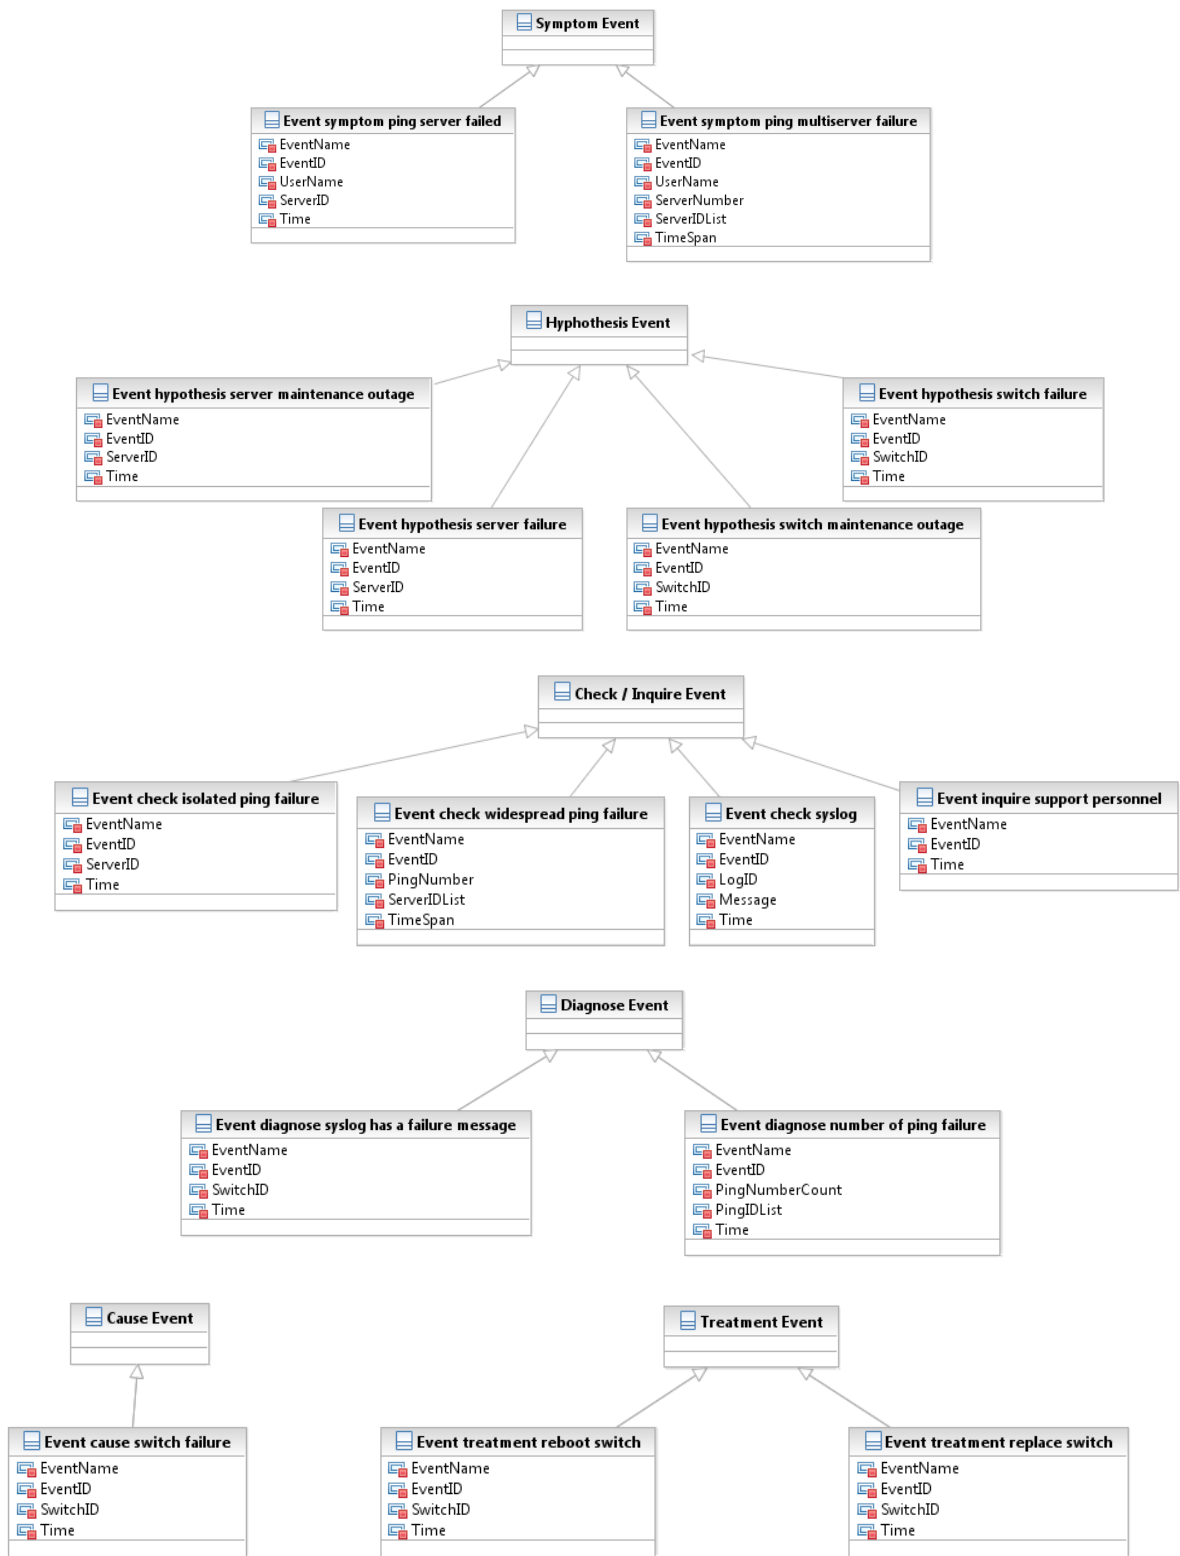 Symptom Event
Event symptom ping server failed
EventName
EventID
UserName
ServerID
Time
Event symptom ping multiserver failure
EventName
EventID
UserName
ServerNumber
ServerIDList
TimeSpan
Hyphothesis Event
Event hypothesis server maintenance outage
EventName
EventID
ServerID
Time
Event hypothesis switch failure
EventName
EventID
SwitchID
Time
Event hypothesis server failure
EventName
EventID
ServerID
Time
Event hypothesis switch maintenance outage
EventName
EventID
SwitchID
Time
Check / Inquire Event
Event check isolated ping failure
EventName
EventID
ServerID
Time
Event check widespread ping failure
EventName
EventID
PingNumber
ServerIDList
TimeSpan
Event check syslog
EventName
EventID
LogID
Message
Time
Event inquire support personnel
EventName
EventID
Time
Diagnose Event
Event diagnose syslog has a failure message
EventName
EventID
SwitchID
Time
Event diagnose number of ping failure
EventName
EventID
PingNumberCount
PingIDList
Time
Cause Event
Event cause switch failure
EventName
EventID
SwitchID
Time
Treatment Event
Event treatment reboot switch
EventName
EventID
SwitchID
Time
Event treatment replace switch
EventName
EventID
SwitchID
Time